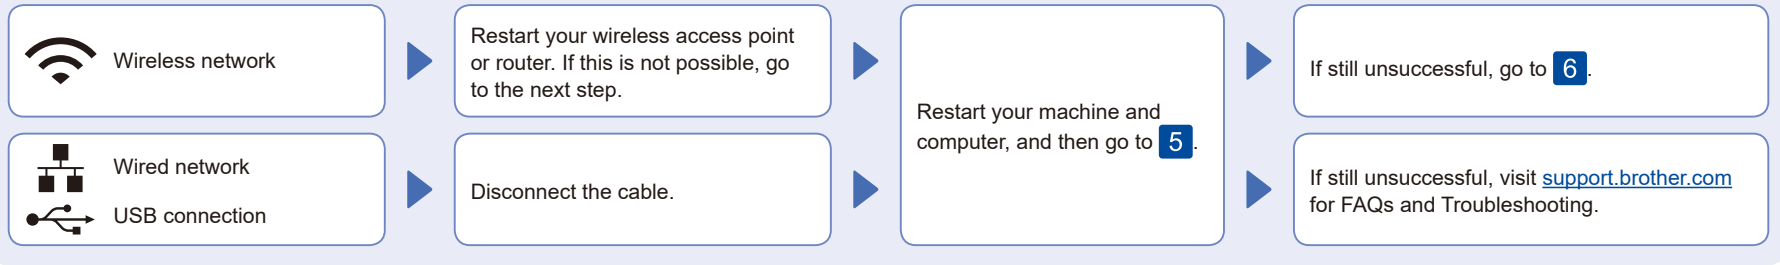 Wireless network
Restart your wireless access point
or router. If this is not possible, go
to the next step.
Wired network
USB connection
Disconnect the cable.
Restart your machine and
computer, and then go to 5.
If still unsuccessful, go to 6.
If still unsuccessful, visit support.brother.com
for FAQs and Troubleshooting.